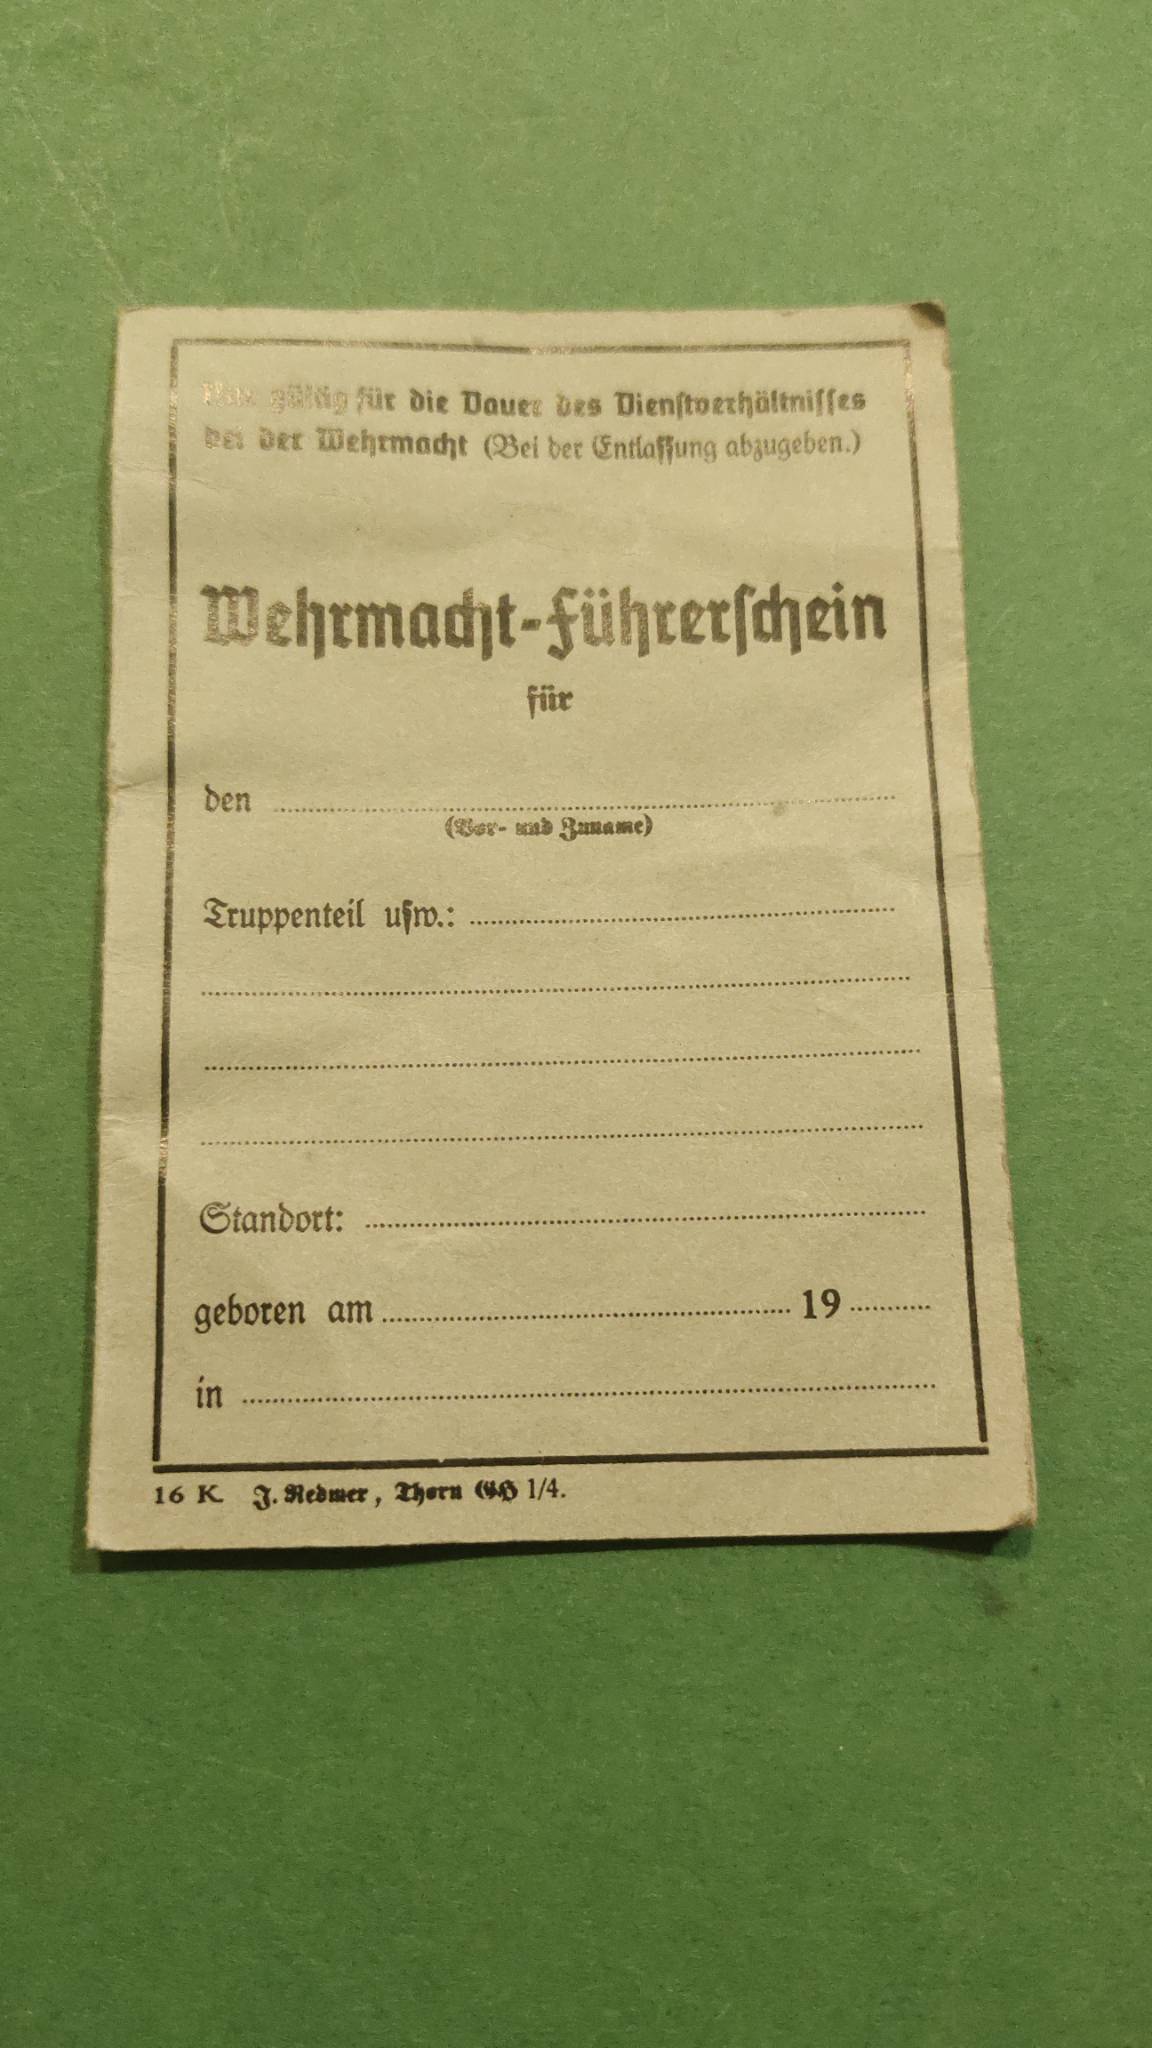 Nur gültig für die Dauer des Dienstverhältnisses
bei der Wehrmacht (Bei der Entlassung abzugeben.)
Wehrmacht-Führerschein
für
den
(Vor- und Zuname)
Truppenteil usw.:
Standort:
geboren am 19
in
16 K. J. Redmer, Thorn 1/4.